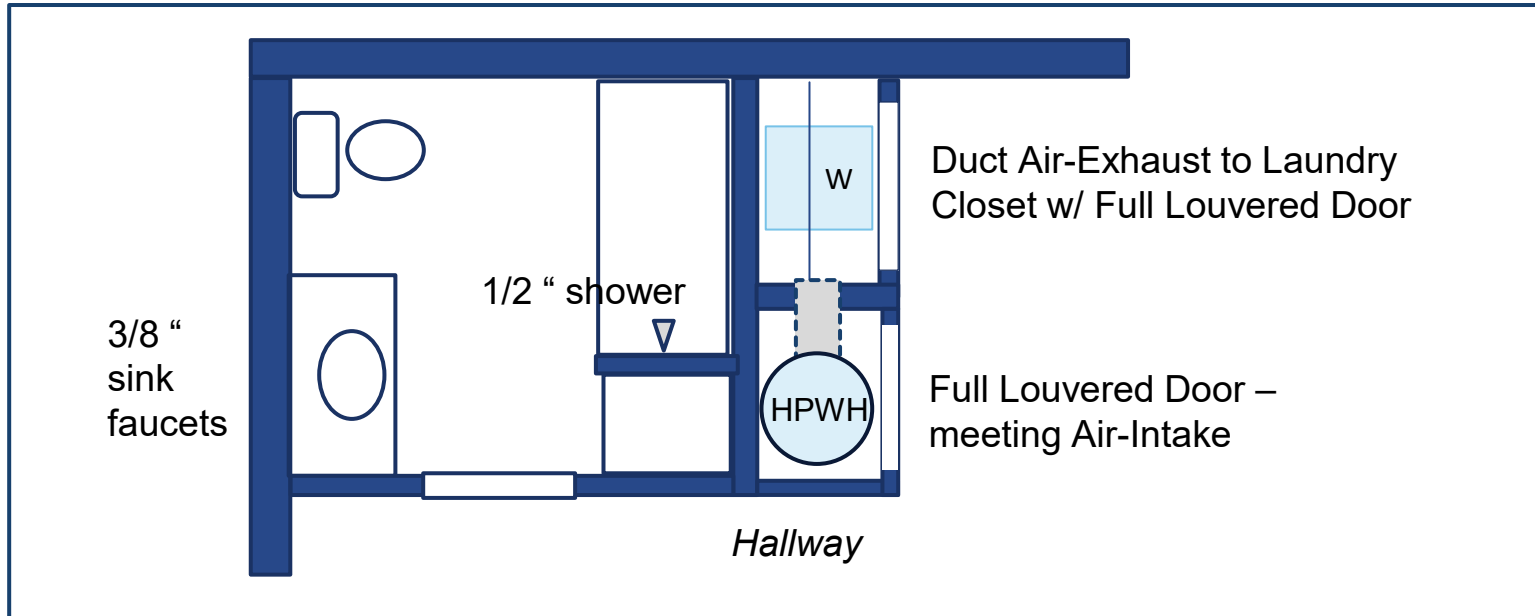 W
Duct Air-Exhaust to Laundry
Closet w/ Full Louvered Door
1/2 “ shower
3/8 “
sink
faucets
HPWH
Full Louvered Door –
meeting Air-Intake
Hallway